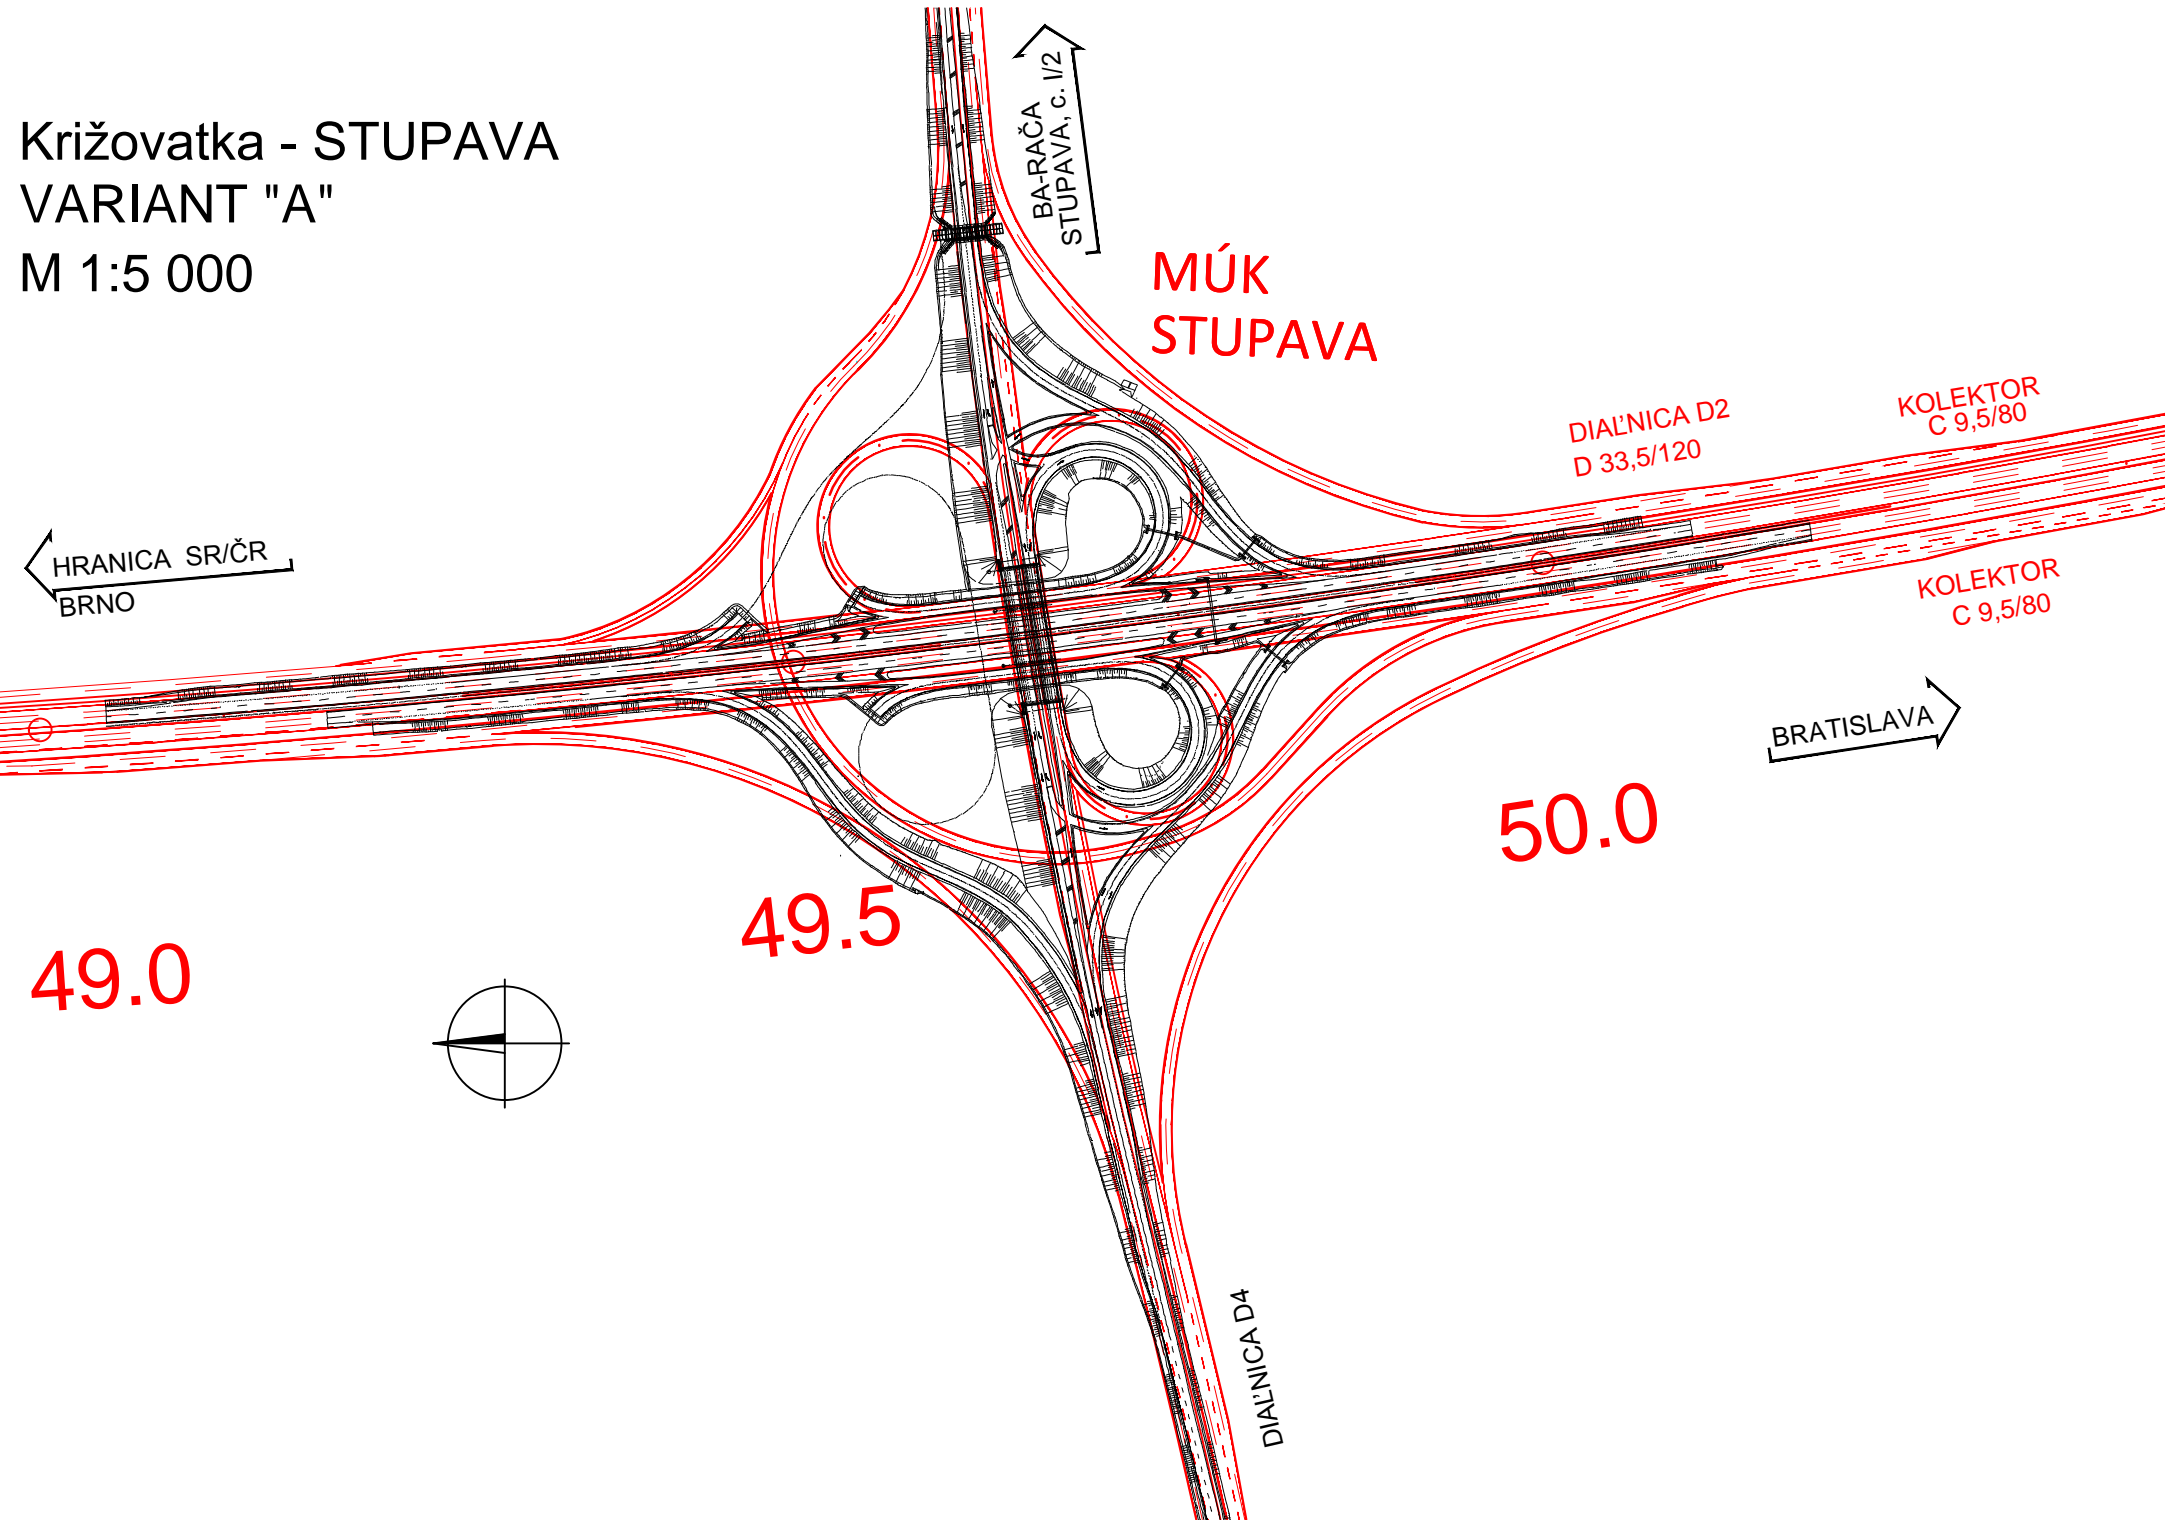 Križovatka - STUPAVA
VARIANT "A"
M 1:5 000
BA-RAČA
STUPAVA, c. I/2
MÚK
STUPAVA
DIAĽNICA D2
D 33,5/120
KOLEKTOR
C 9,5/80
HRANICA SR/ČR
BRNO
KOLEKTOR
C 9,5/80
BRATISLAVA
50.0
49.5
49.0
DIAĽNICA D4